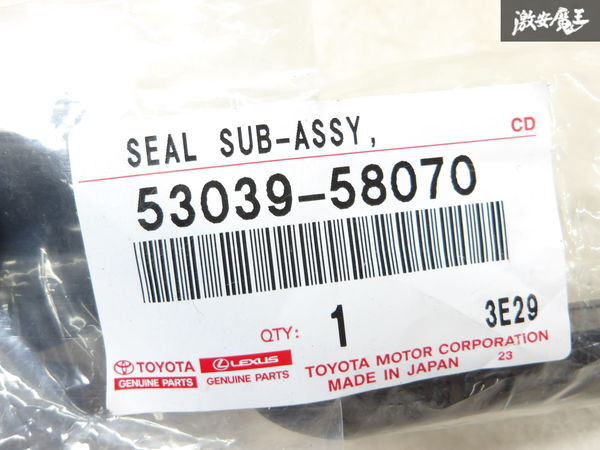 激安魔王
SEAL SUB-ASSY,
CD
53039-58070
QTY: 1
3E29
TOYOTA
GENUINE PARTS
LEXUS
GENUINE PARTS
TOYOTA MOTOR CORPORATION
MADE IN JAPAN 23